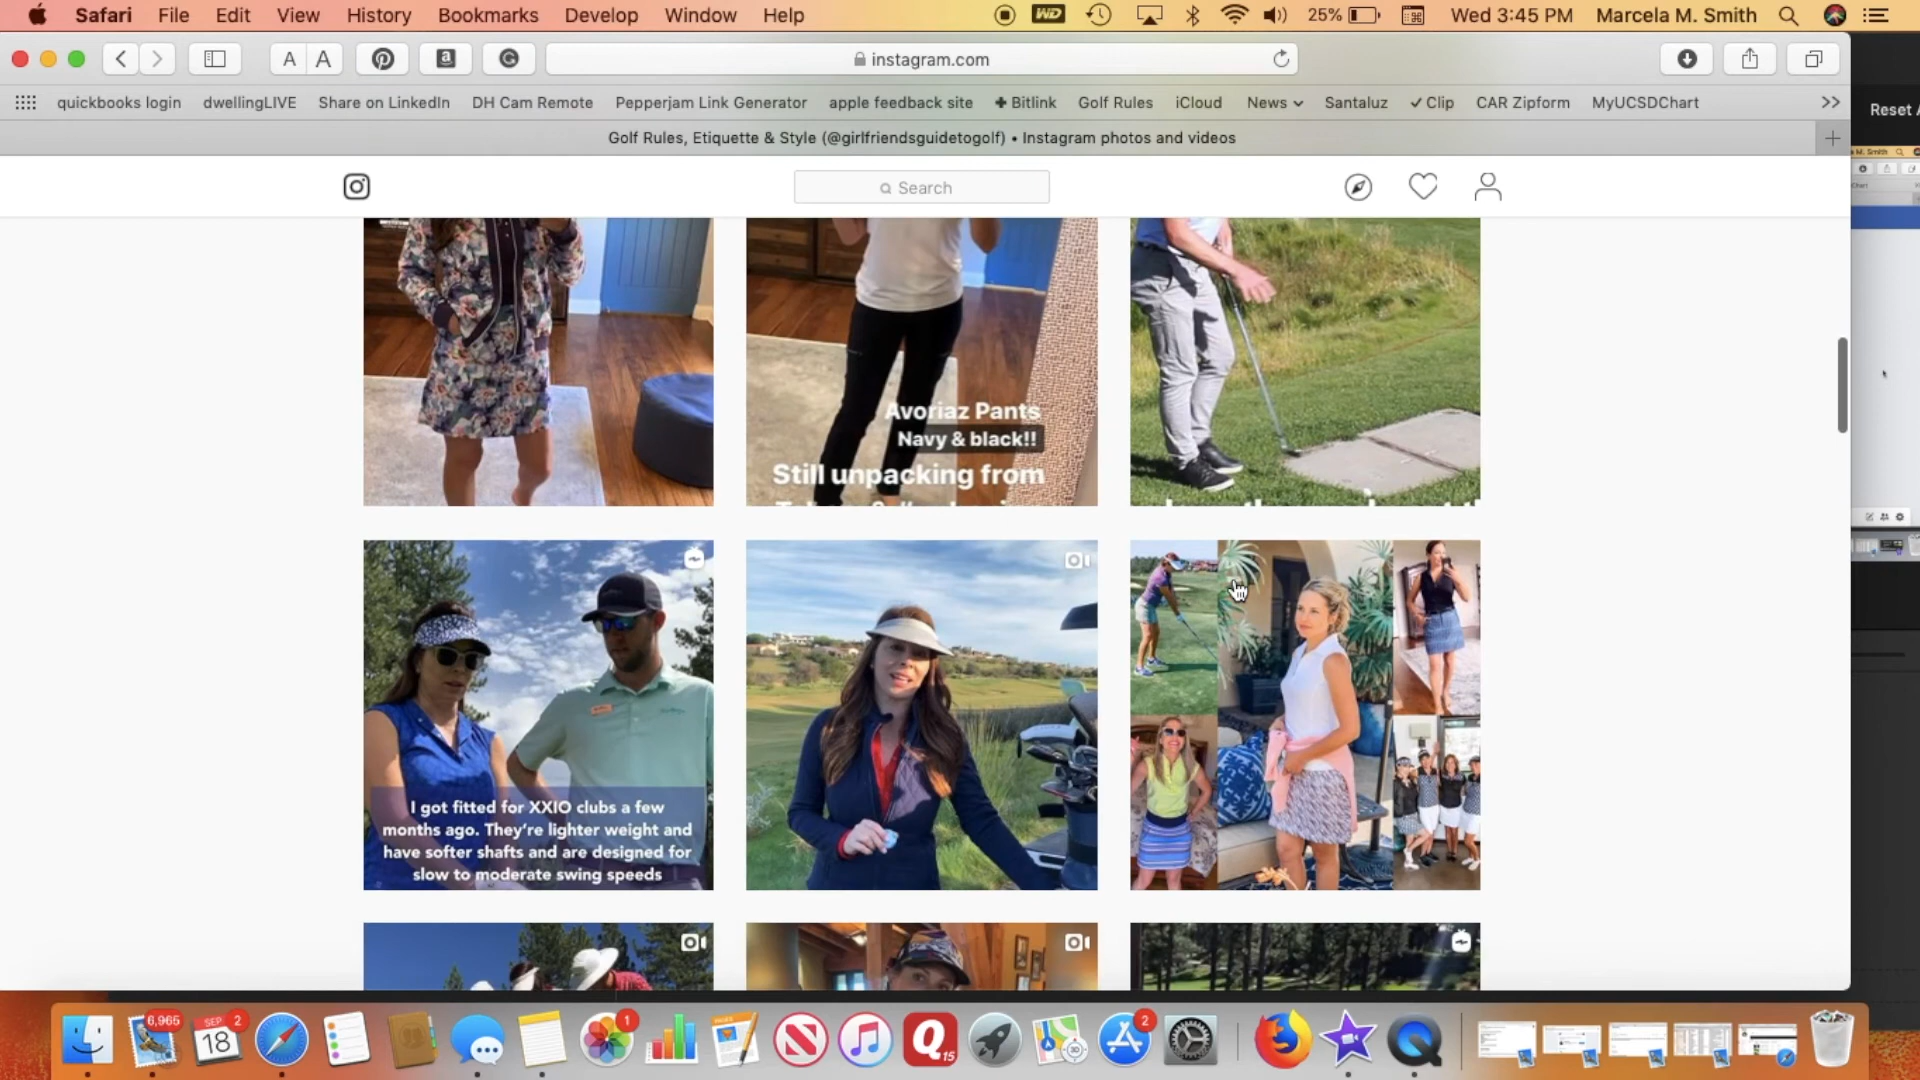 Safari File Edit View History Bookmarks Develop Window Help
WD 25% Wed 3:45 PM Marcela M. Smith
A A a G instagram.com
Reset
quickbooks login dwellingLIVE Share on LinkedIn DH Cam Remote Pepperjam Link Generator apple feedback site Bitlink Golf Rules iCloud News Santaluz Clip CAR Zipform MyUCSDChart
Golf Rules, Etiquette & Style (@girlfriendsguidetogolf) • Instagram photos and videos
Search
Avoriaz Pants
Navy & black!!
Still unpacking from
I got fitted for XXIO clubs a few
months ago. They're lighter weight and
have softer shafts and are designed for
slow to moderate swing speeds
6,965
SEP 2
18
1
2
Q 15